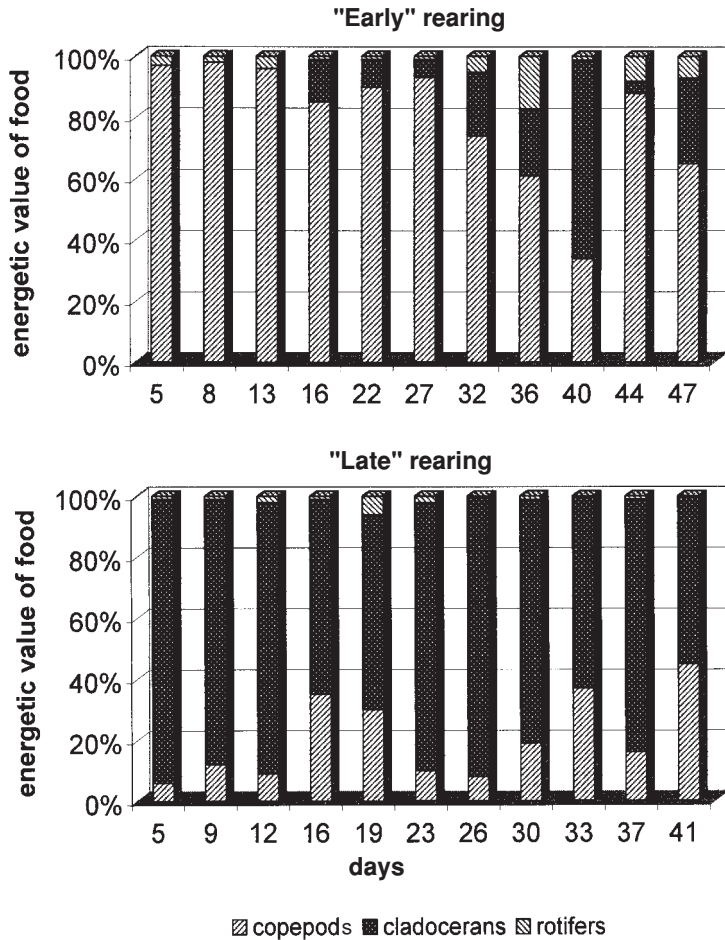 "Early" rearing
energetic value of food
100%
80%
60%
40%
20%
0%
5 8 13 16 22 27 32 36 40 44 47
"Late" rearing
energetic value of food
100%
80%
60%
40%
20%
0%
5 9 12 16 19 23 26 30 33 37 41
days
copepods cladocerans rotifers